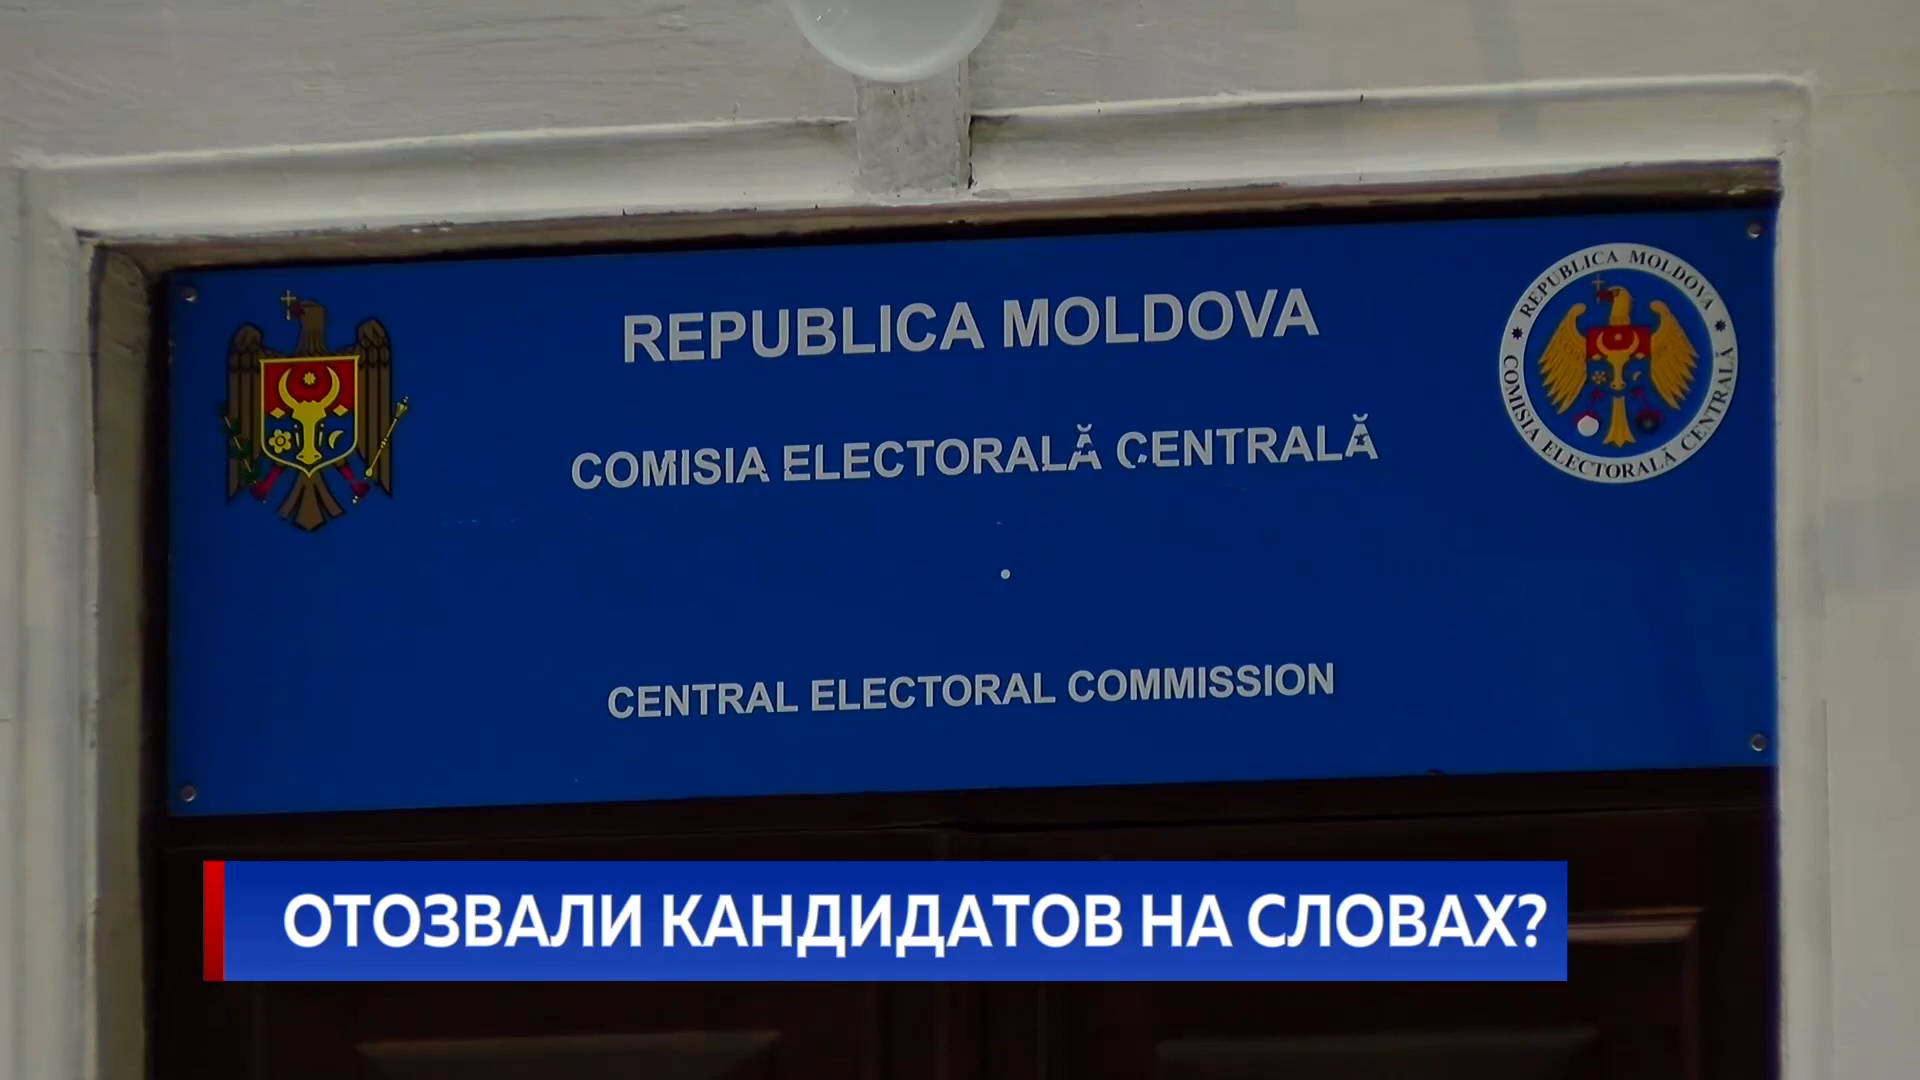 REPUBLICA MOLDOVA
COMISIA ELECTORALĂ CENTRALĂ
REPUBLICA MOLDOVA
COMISIA ELECTORALĂ CENTRALĂ
CENTRAL ELECTORAL COMMISSION
ОТОЗВАЛИ КАНДИДАТОВ НА СЛОВАХ?